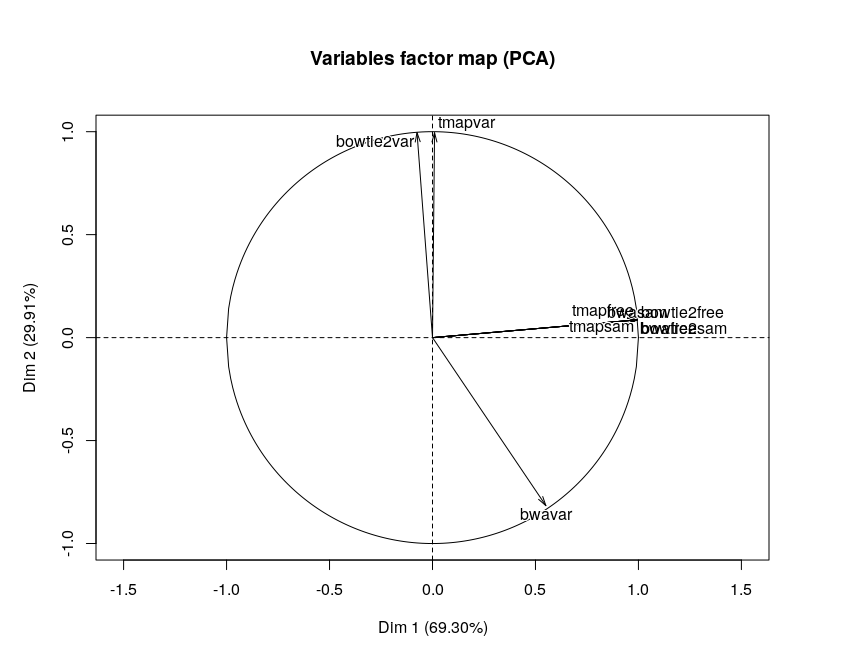 Variables factor map (PCA)
1.0
tmapvar
bowtie2var
0.5
tmapfree
bwasam
bowtie2free
tmapsam
bwafree
bowtie2sam
0.0
Dim 2 (29.91%)
-0.5
bwavar
-1.0
-1.5
-1.0
-0.5
0.0
0.5
1.0
1.5
Dim 1 (69.30%)